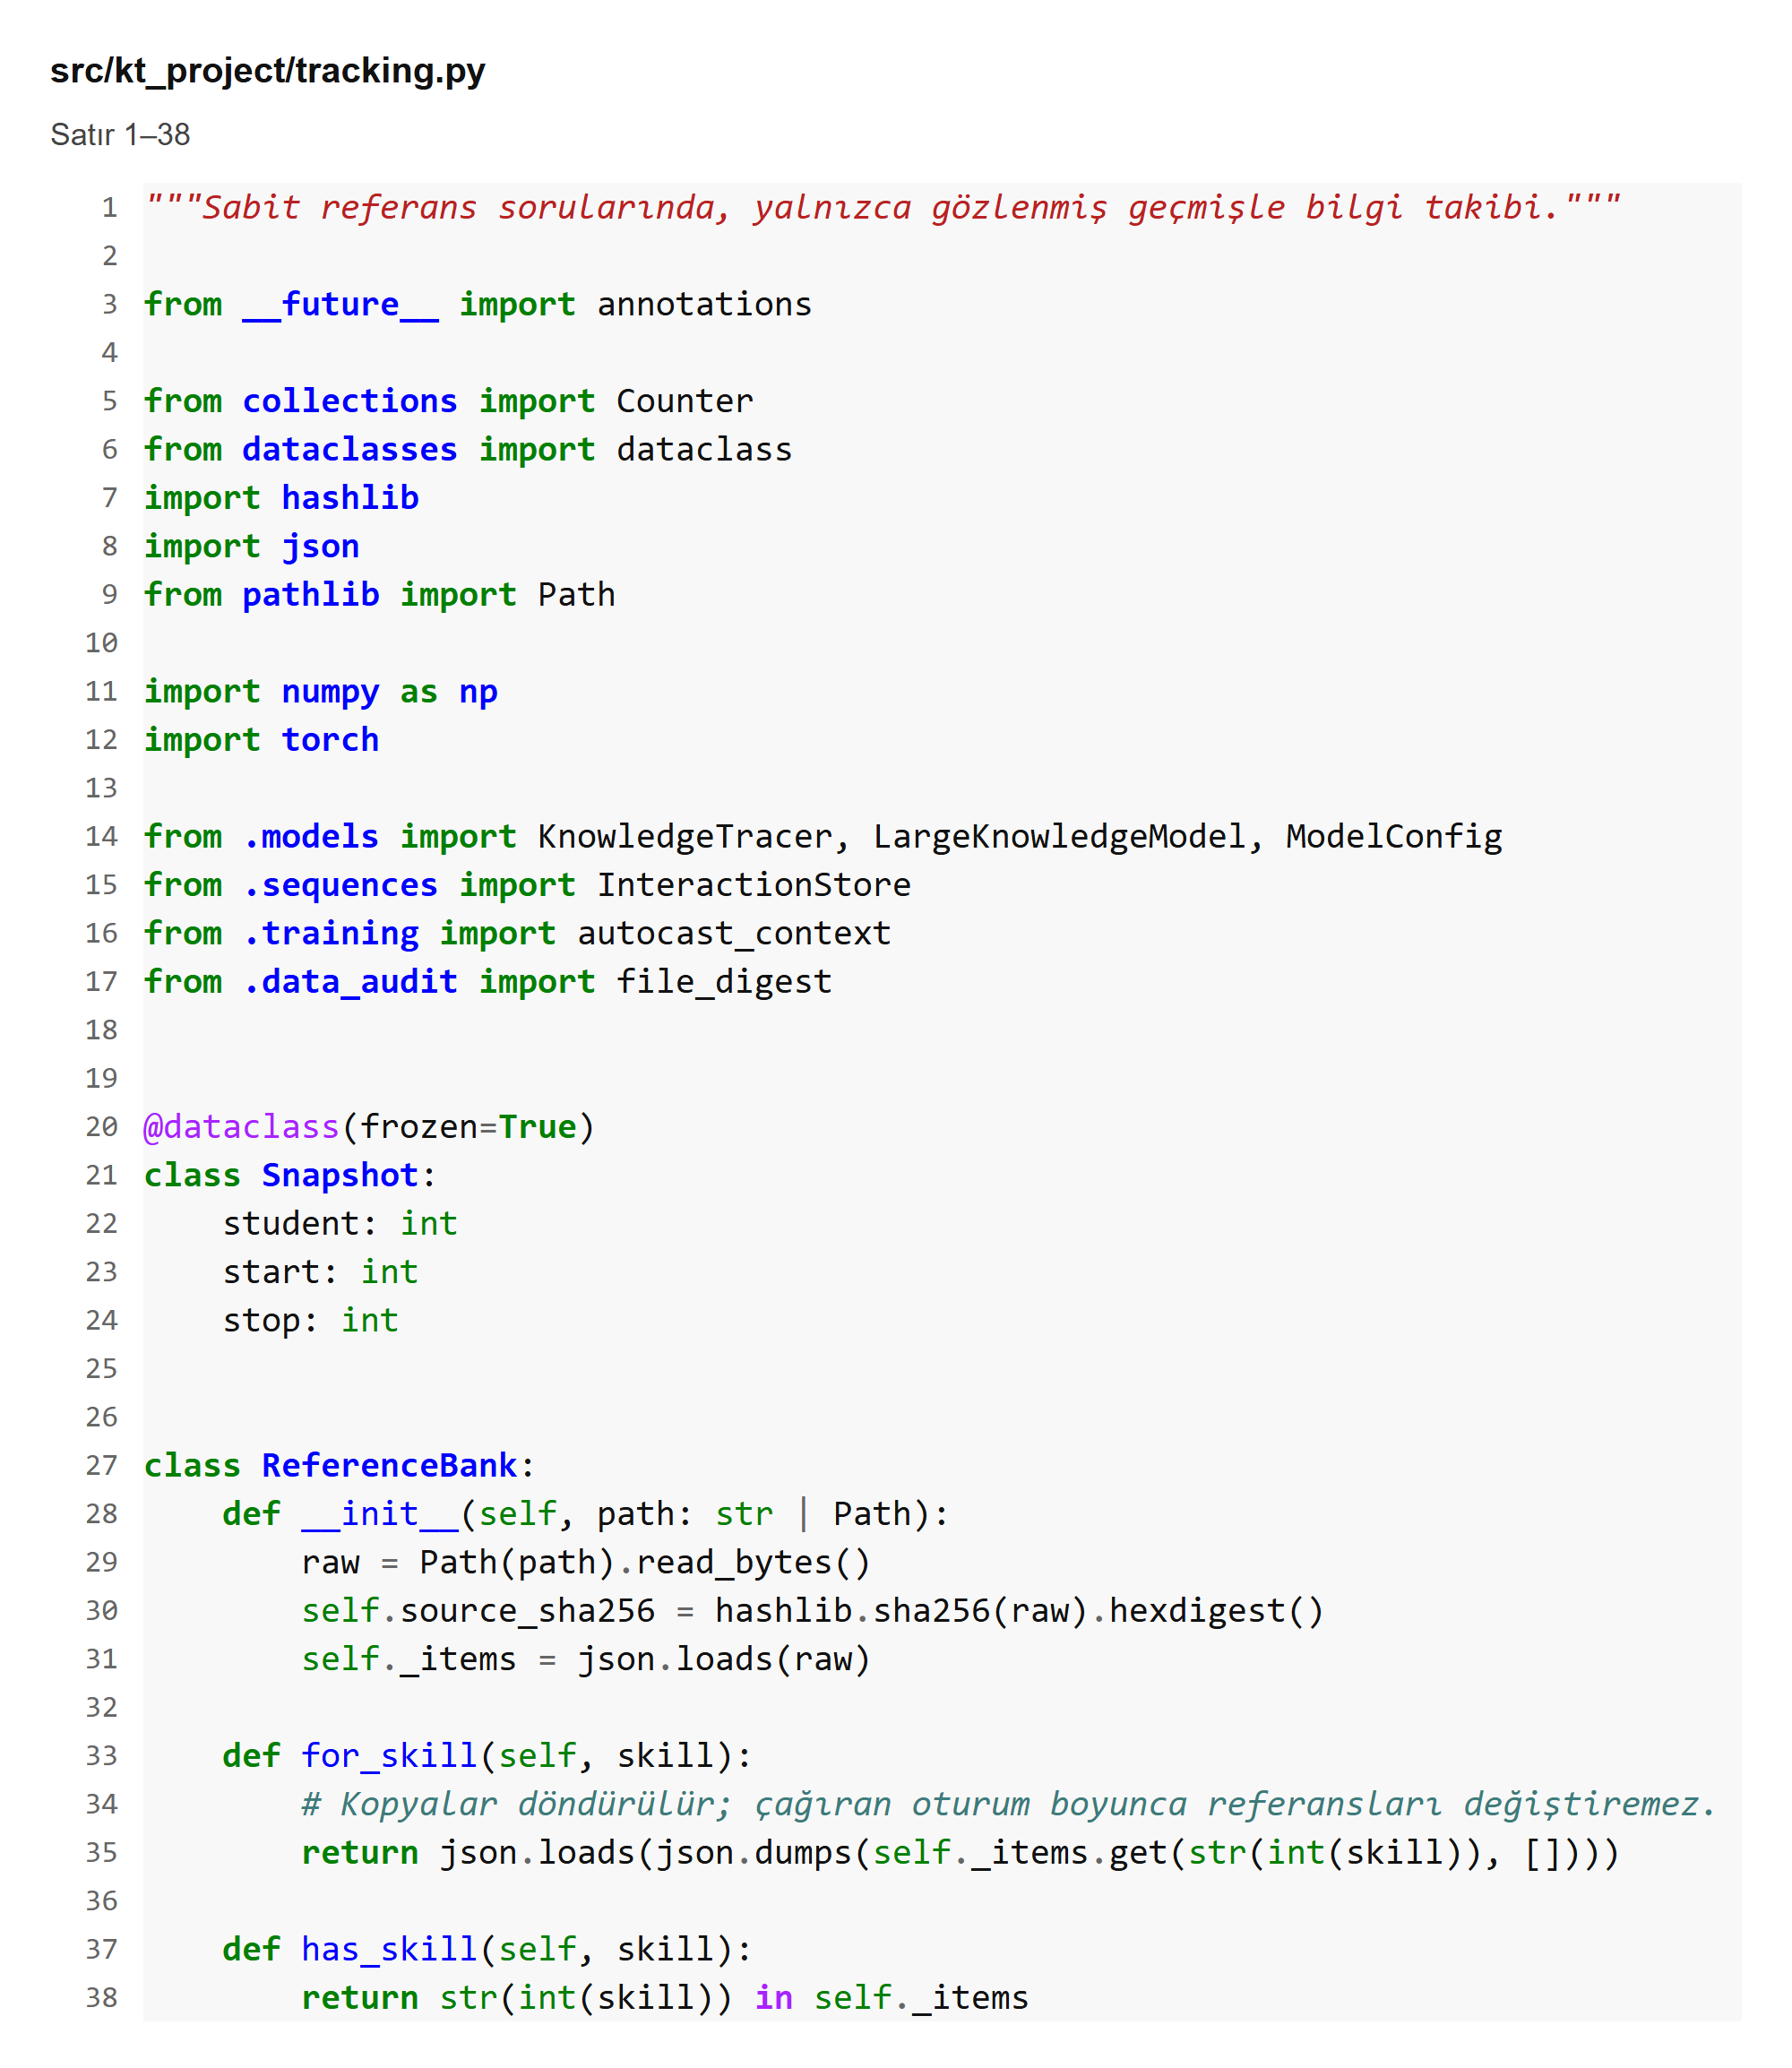 src/kt_project/tracking.py
Satır 1–38
1 """Sabit referans sorularında, yalnızca gözlenmiş geçmişle bilgi takibi."""
2
3 from __future__ import annotations
4
5 from collections import Counter
6 from dataclasses import dataclass
7 import hashlib
8 import json
9 from pathlib import Path
10
11 import numpy as np
12 import torch
13
14 from .models import KnowledgeTracer, LargeKnowledgeModel, ModelConfig
15 from .sequences import InteractionStore
16 from .training import autocast_context
17 from .data_audit import file_digest
18
19
20 @dataclass(frozen=True)
21 class Snapshot:
22     student: int
23     start: int
24     stop: int
25
26
27 class ReferenceBank:
28     def __init__(self, path: str | Path):
29         raw = Path(path).read_bytes()
30         self.source_sha256 = hashlib.sha256(raw).hexdigest()
31         self._items = json.loads(raw)
32
33     def for_skill(self, skill):
34         # Kopyalar döndürülür; çağıran oturum boyunca referansları değiştiremez.
35         return json.loads(json.dumps(self._items.get(str(int(skill)), [])))
36
37     def has_skill(self, skill):
38         return str(int(skill)) in self._items